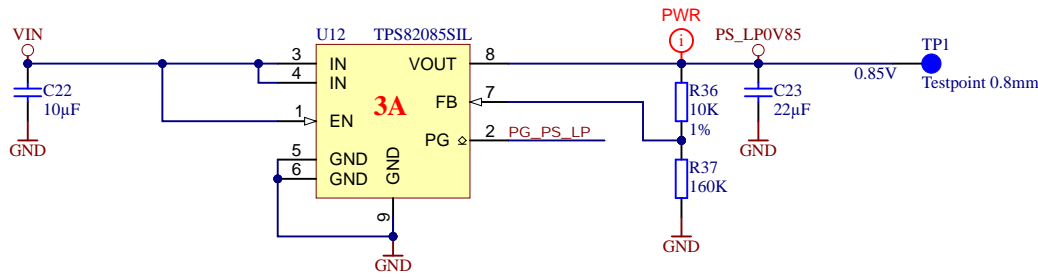 PWR
VIN
U12 TPS82085SIL
PS_LP0V85
TP1
3 IN
4 IN
VOUT 8
0.85V
Testpoint 0.8mm
C22
10µF
3A
FB 7
R36
10K
1%
C23
22µF
1 EN
PG 2 PG_PS_LP
GND
GND
5 GND
6 GND
GND
R37
160K
9
GND
GND